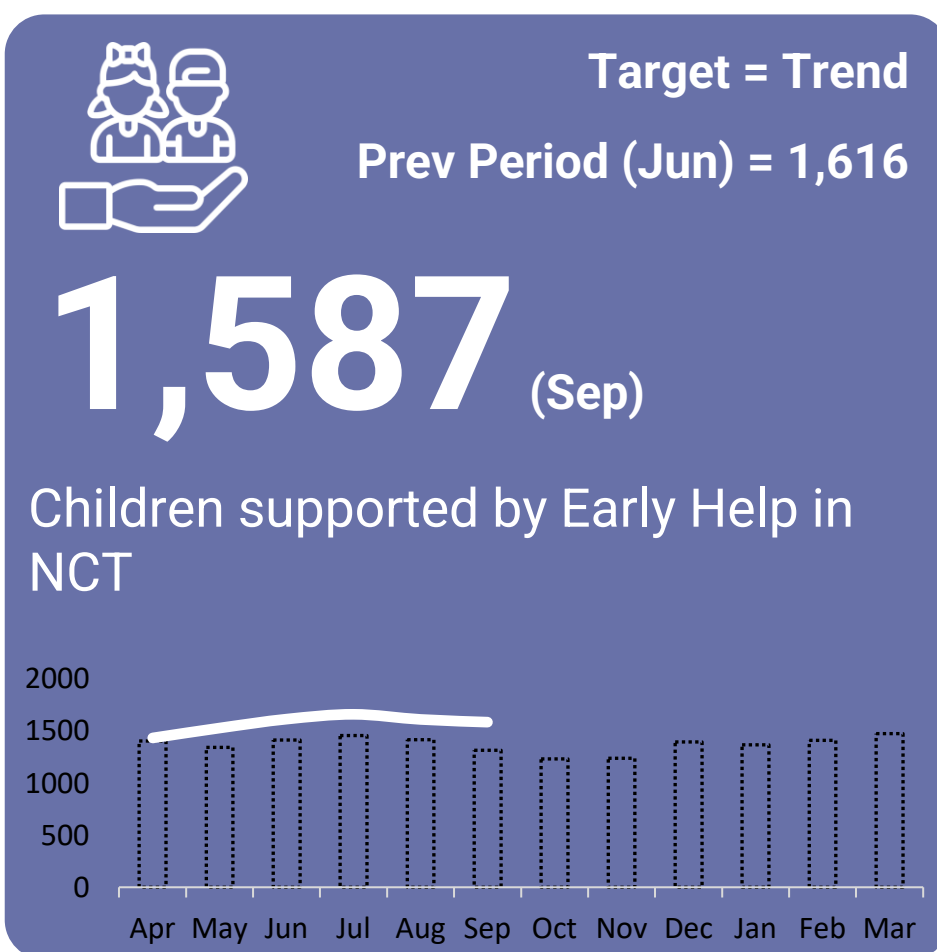 Target = Trend
Prev Period (Jun) = 1,616
1,587 (Sep)
Children supported by Early Help in
NCT
2000
1500
1000
500
0
Apr May Jun Jul Aug Sep Oct Nov Dec Jan Feb Mar